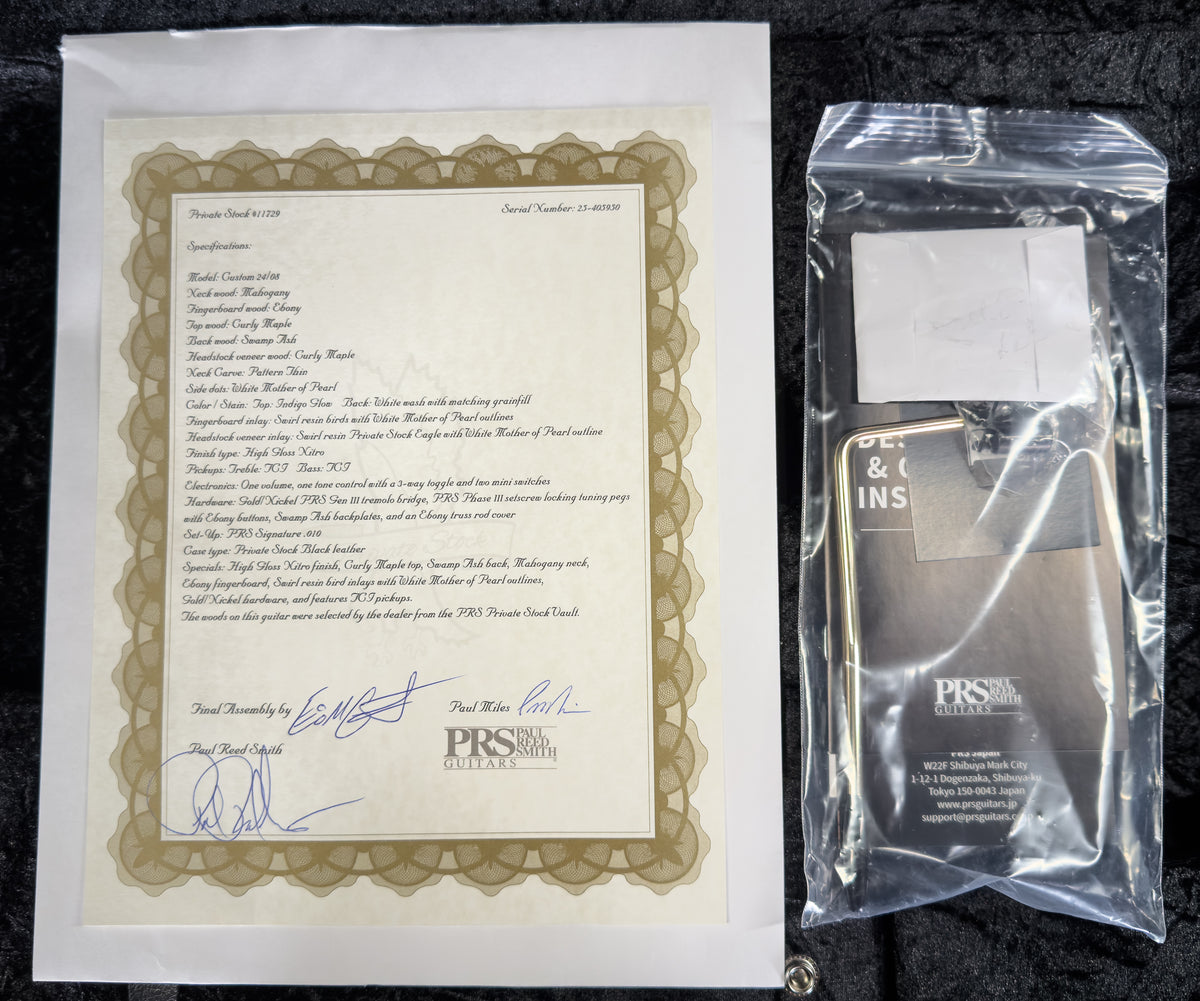 Private Stock #11729
Serial Number: 25-405930
Specifications:
Model: Custom 24/08
Neck wood: Mahogany
Fingerboard wood: Ebony
Top wood: Curly Maple
Back wood: Swamp Ash
Headstock veneer wood: Curly Maple
Neck Carve: Pattern Thin
Side dots: White Mother of Pearl
Color / Stain: Top: Indigo Glow Back: White wash with matching grainfill
Fingerboard inlay: Swirl resin birds with White Mother of Pearl outlines
Headstock veneer inlay: Swirl resin Private Stock Eagle with White Mother of Pearl outline
Finish type: High Gloss Nitro
Pickups: Treble: TCI Bass: TCI
Electronics: One volume, one tone control with a 3-way toggle and two mini switches
Hardware: Gold/Nickel PRS Gen III tremolo bridge, PRS Phase III setscrew locking tuning pegs
with Ebony buttons, Swamp Ash backplates, and an Ebony truss rod cover
Set-Up: PRS Signature .010
Case type: Private Stock Black leather
Specials: High Gloss Nitro finish, Curly Maple top, Swamp Ash back, Mahogany neck,
Ebony fingerboard, Swirl resin bird inlays with White Mother of Pearl outlines,
Gold/Nickel hardware, and features TCI pickups.
The woods on this guitar were selected by the dealer from the PRS Private Stock Vault.
Final Assembly by
Paul Miles
Paul Reed Smith
PRS PAUL REED SMITH
GUITARS
& 
INS
PRS PAUL REED SMITH
GUITARS
PRS Japan
W22F Shibuya Mark City
1-12-1 Dogenzaka, Shibuya-ku
Tokyo 150-0043 Japan
www.prsguitars.jp
support@prsguitars.co.jp